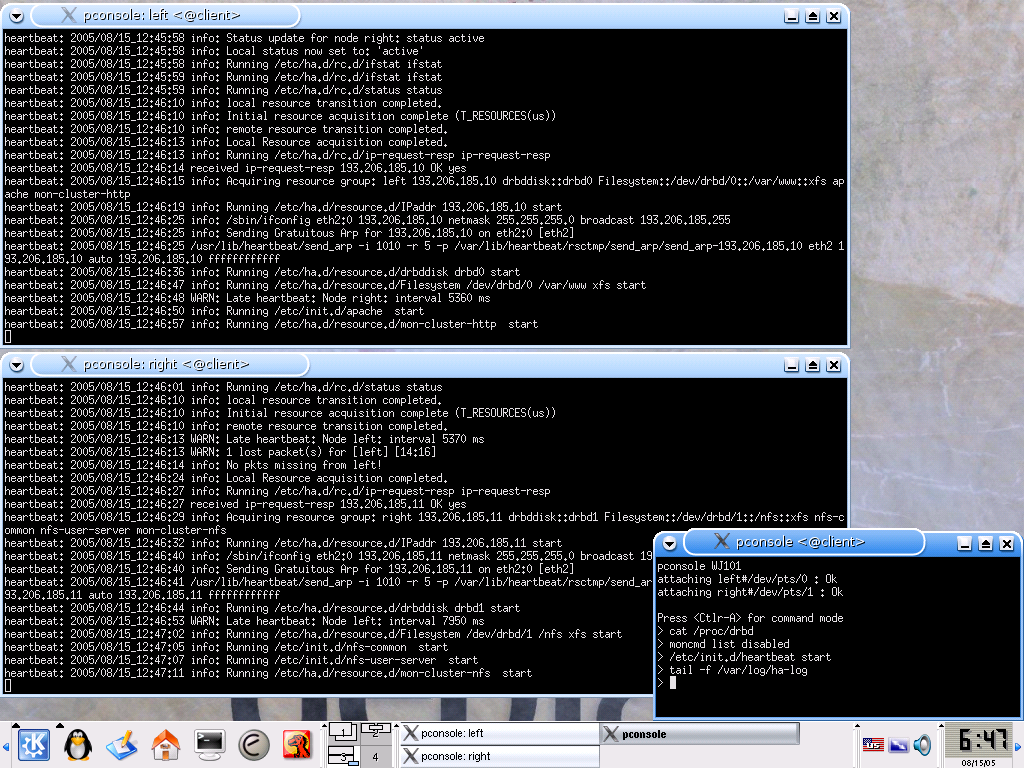 pconsole: left <@client>
heartbeat: 2005/08/15_12:45:58 info: Status update for node right: status active
heartbeat: 2005/08/15_12:45:58 info: Local status now set to: 'active'
heartbeat: 2005/08/15_12:45:58 info: Running /etc/ha.d/rc.d/ifstat ifstat
heartbeat: 2005/08/15_12:45:59 info: Running /etc/ha.d/rc.d/ifstat ifstat
heartbeat: 2005/08/15_12:45:59 info: Running /etc/ha.d/rc.d/status status
heartbeat: 2005/08/15_12:46:10 info: local resource transition completed.
heartbeat: 2005/08/15_12:46:10 info: Initial resource acquisition complete (T_RESOURCES(us))
heartbeat: 2005/08/15_12:46:10 info: remote resource transition completed.
heartbeat: 2005/08/15_12:46:13 info: Local Resource acquisition completed.
heartbeat: 2005/08/15_12:46:13 info: Running /etc/ha.d/rc.d/ip-request-resp ip-request-resp
heartbeat: 2005/08/15_12:46:14 received ip-request-resp 193.206.185.10 OK yes
heartbeat: 2005/08/15_12:46:15 info: Acquiring resource group: left 193.206.185.10 drbddisk::drbd0 Filesystem::/dev/drbd/0::/var/www::xfs ap
ache mon-cluster-http
heartbeat: 2005/08/15_12:46:19 info: Running /etc/ha.d/resource.d/IPaddr 193.206.185.10 start
heartbeat: 2005/08/15_12:46:25 info: /sbin/ifconfig eth2:0 193.206.185.10 netmask 255.255.255.0 broadcast 193.206.185.255
heartbeat: 2005/08/15_12:46:25 info: Sending Gratuitous Arp for 193.206.185.10 on eth2:0 [eth2]
heartbeat: 2005/08/15_12:46:25 /usr/lib/heartbeat/send_arp -i 1010 -r 5 -p /var/lib/heartbeat/rsctmp/send_arp/send_arp-193.206.185.10 eth2 1
93.206.185.10 auto 193.206.185.10 ffffffffffff
heartbeat: 2005/08/15_12:46:36 info: Running /etc/ha.d/resource.d/drbddisk drbd0 start
heartbeat: 2005/08/15_12:46:47 info: Running /etc/ha.d/resource.d/Filesystem /dev/drbd/0 /var/www xfs start
heartbeat: 2005/08/15_12:46:48 WARN: Late heartbeat: Node right: interval 5360 ms
heartbeat: 2005/08/15_12:46:50 info: Running /etc/init.d/apache  start
heartbeat: 2005/08/15_12:46:57 info: Running /etc/ha.d/resource.d/mon-cluster-http  start
pconsole: right <@client>
heartbeat: 2005/08/15_12:46:01 info: Running /etc/ha.d/rc.d/status status
heartbeat: 2005/08/15_12:46:10 info: local resource transition completed.
heartbeat: 2005/08/15_12:46:10 info: Initial resource acquisition complete (T_RESOURCES(us))
heartbeat: 2005/08/15_12:46:10 info: remote resource transition completed.
heartbeat: 2005/08/15_12:46:13 WARN: Late heartbeat: Node left: interval 5370 ms
heartbeat: 2005/08/15_12:46:13 WARN: 1 lost packet(s) for [left] [14:16]
heartbeat: 2005/08/15_12:46:14 info: No pkts missing from left!
heartbeat: 2005/08/15_12:46:24 info: Local Resource acquisition completed.
heartbeat: 2005/08/15_12:46:27 info: Running /etc/ha.d/rc.d/ip-request-resp ip-request-resp
heartbeat: 2005/08/15_12:46:27 received ip-request-resp 193.206.185.11 OK yes
heartbeat: 2005/08/15_12:46:29 info: Acquiring resource group: right 193.206.185.11 drbddisk::drbd1 Filesystem::/dev/drbd/1::/nfs::xfs nfs-c
ommon nfs-user-server mon-cluster-nfs
heartbeat: 2005/08/15_12:46:32 info: Running /etc/ha.d/resource.d/IPaddr 193.206.185.11 start
heartbeat: 2005/08/15_12:46:40 info: /sbin/ifconfig eth2:0 193.206.185.11 netmask 255.255.255.0 broadcast 19
heartbeat: 2005/08/15_12:46:40 info: Sending Gratuitous Arp for 193.206.185.11 on eth2:0 [eth2]
heartbeat: 2005/08/15_12:46:41 /usr/lib/heartbeat/send_arp -i 1010 -r 5 -p /var/lib/heartbeat/rsctmp/send_ar
93.206.185.11 auto 193.206.185.11 ffffffffffff
heartbeat: 2005/08/15_12:46:44 info: Running /etc/ha.d/resource.d/drbddisk drbd1 start
heartbeat: 2005/08/15_12:46:53 WARN: Late heartbeat: Node left: interval 7950 ms
heartbeat: 2005/08/15_12:47:02 info: Running /etc/ha.d/resource.d/Filesystem /dev/drbd/1 /nfs xfs start
heartbeat: 2005/08/15_12:47:05 info: Running /etc/init.d/nfs-common  start
heartbeat: 2005/08/15_12:47:07 info: Running /etc/init.d/nfs-user-server  start
heartbeat: 2005/08/15_12:47:11 info: Running /etc/ha.d/resource.d/mon-cluster-nfs  start
pconsole <@client>
pconsole WJ101
attaching left#/dev/pts/0 : Ok
attaching right#/dev/pts/1 : Ok
Press <Ctlr-A> for command mode
> cat /proc/drbd
> moncmd list disabled
> /etc/init.d/heartbeat start
> tail -f /var/log/ha-log
>
1 2
3 4
pconsole: left
pconsole
pconsole: right
US
6:47
08/15/05